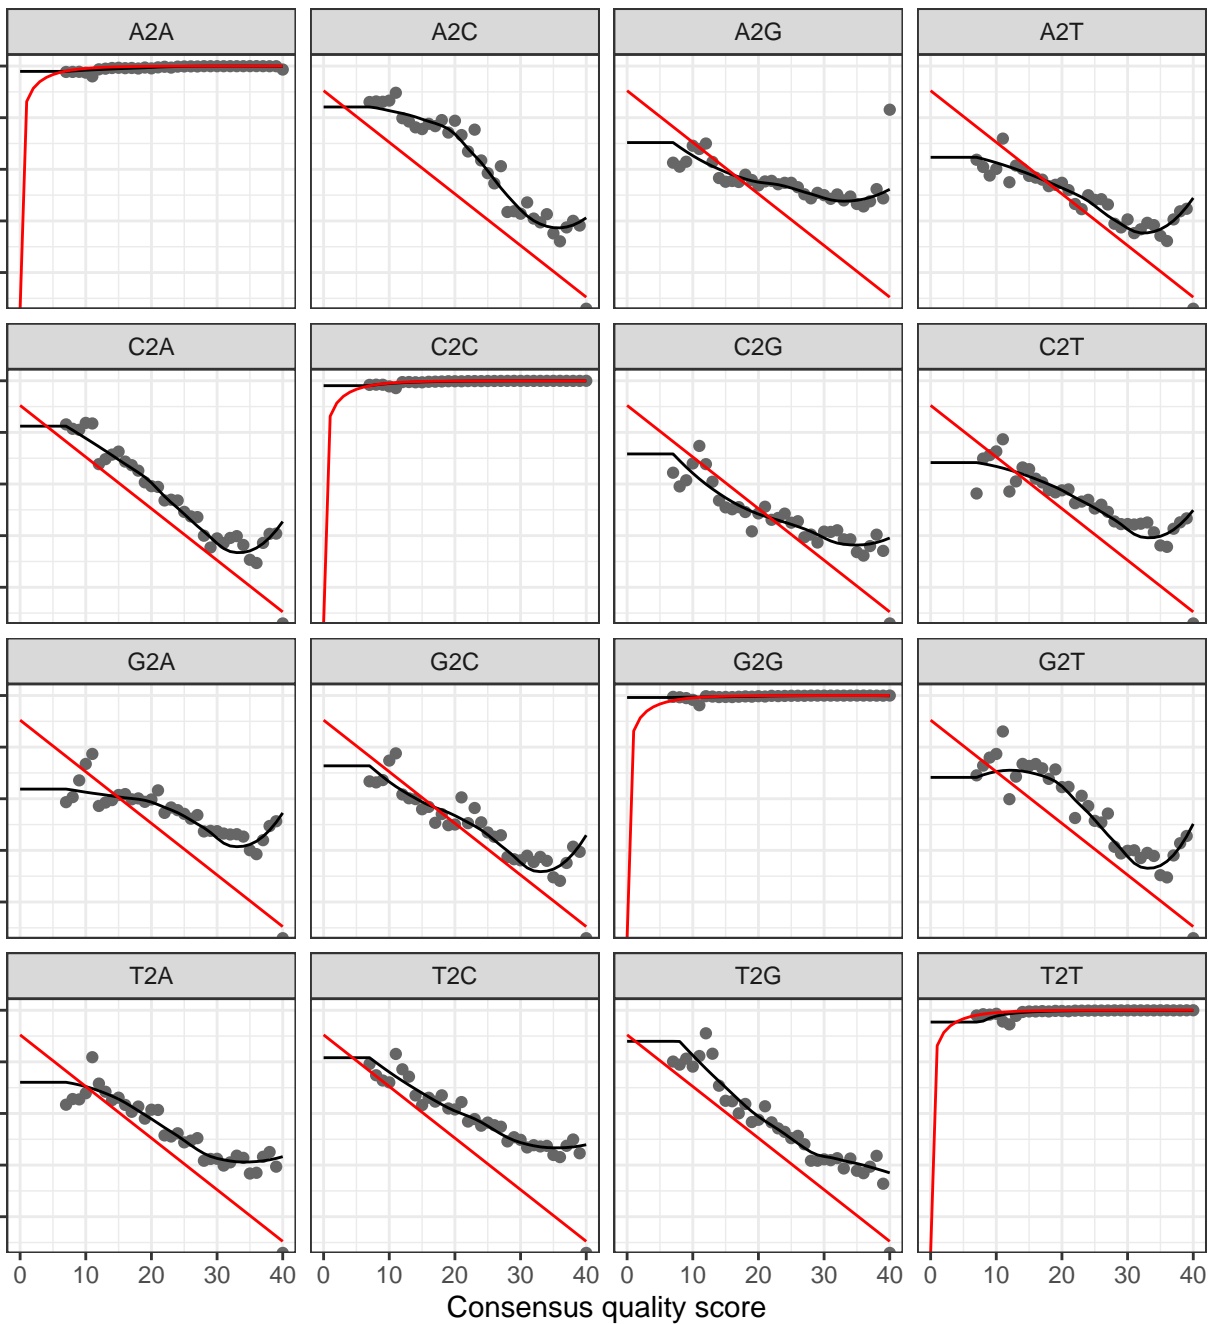 A2A A2C A2G A2T
C2A C2C C2G C2T
G2A G2C G2G G2T
T2A T2C T2G T2T
0 10 20 30 40 0 10 20 30 40 0 10 20 30 40 0 10 20 30 40
Consensus quality score